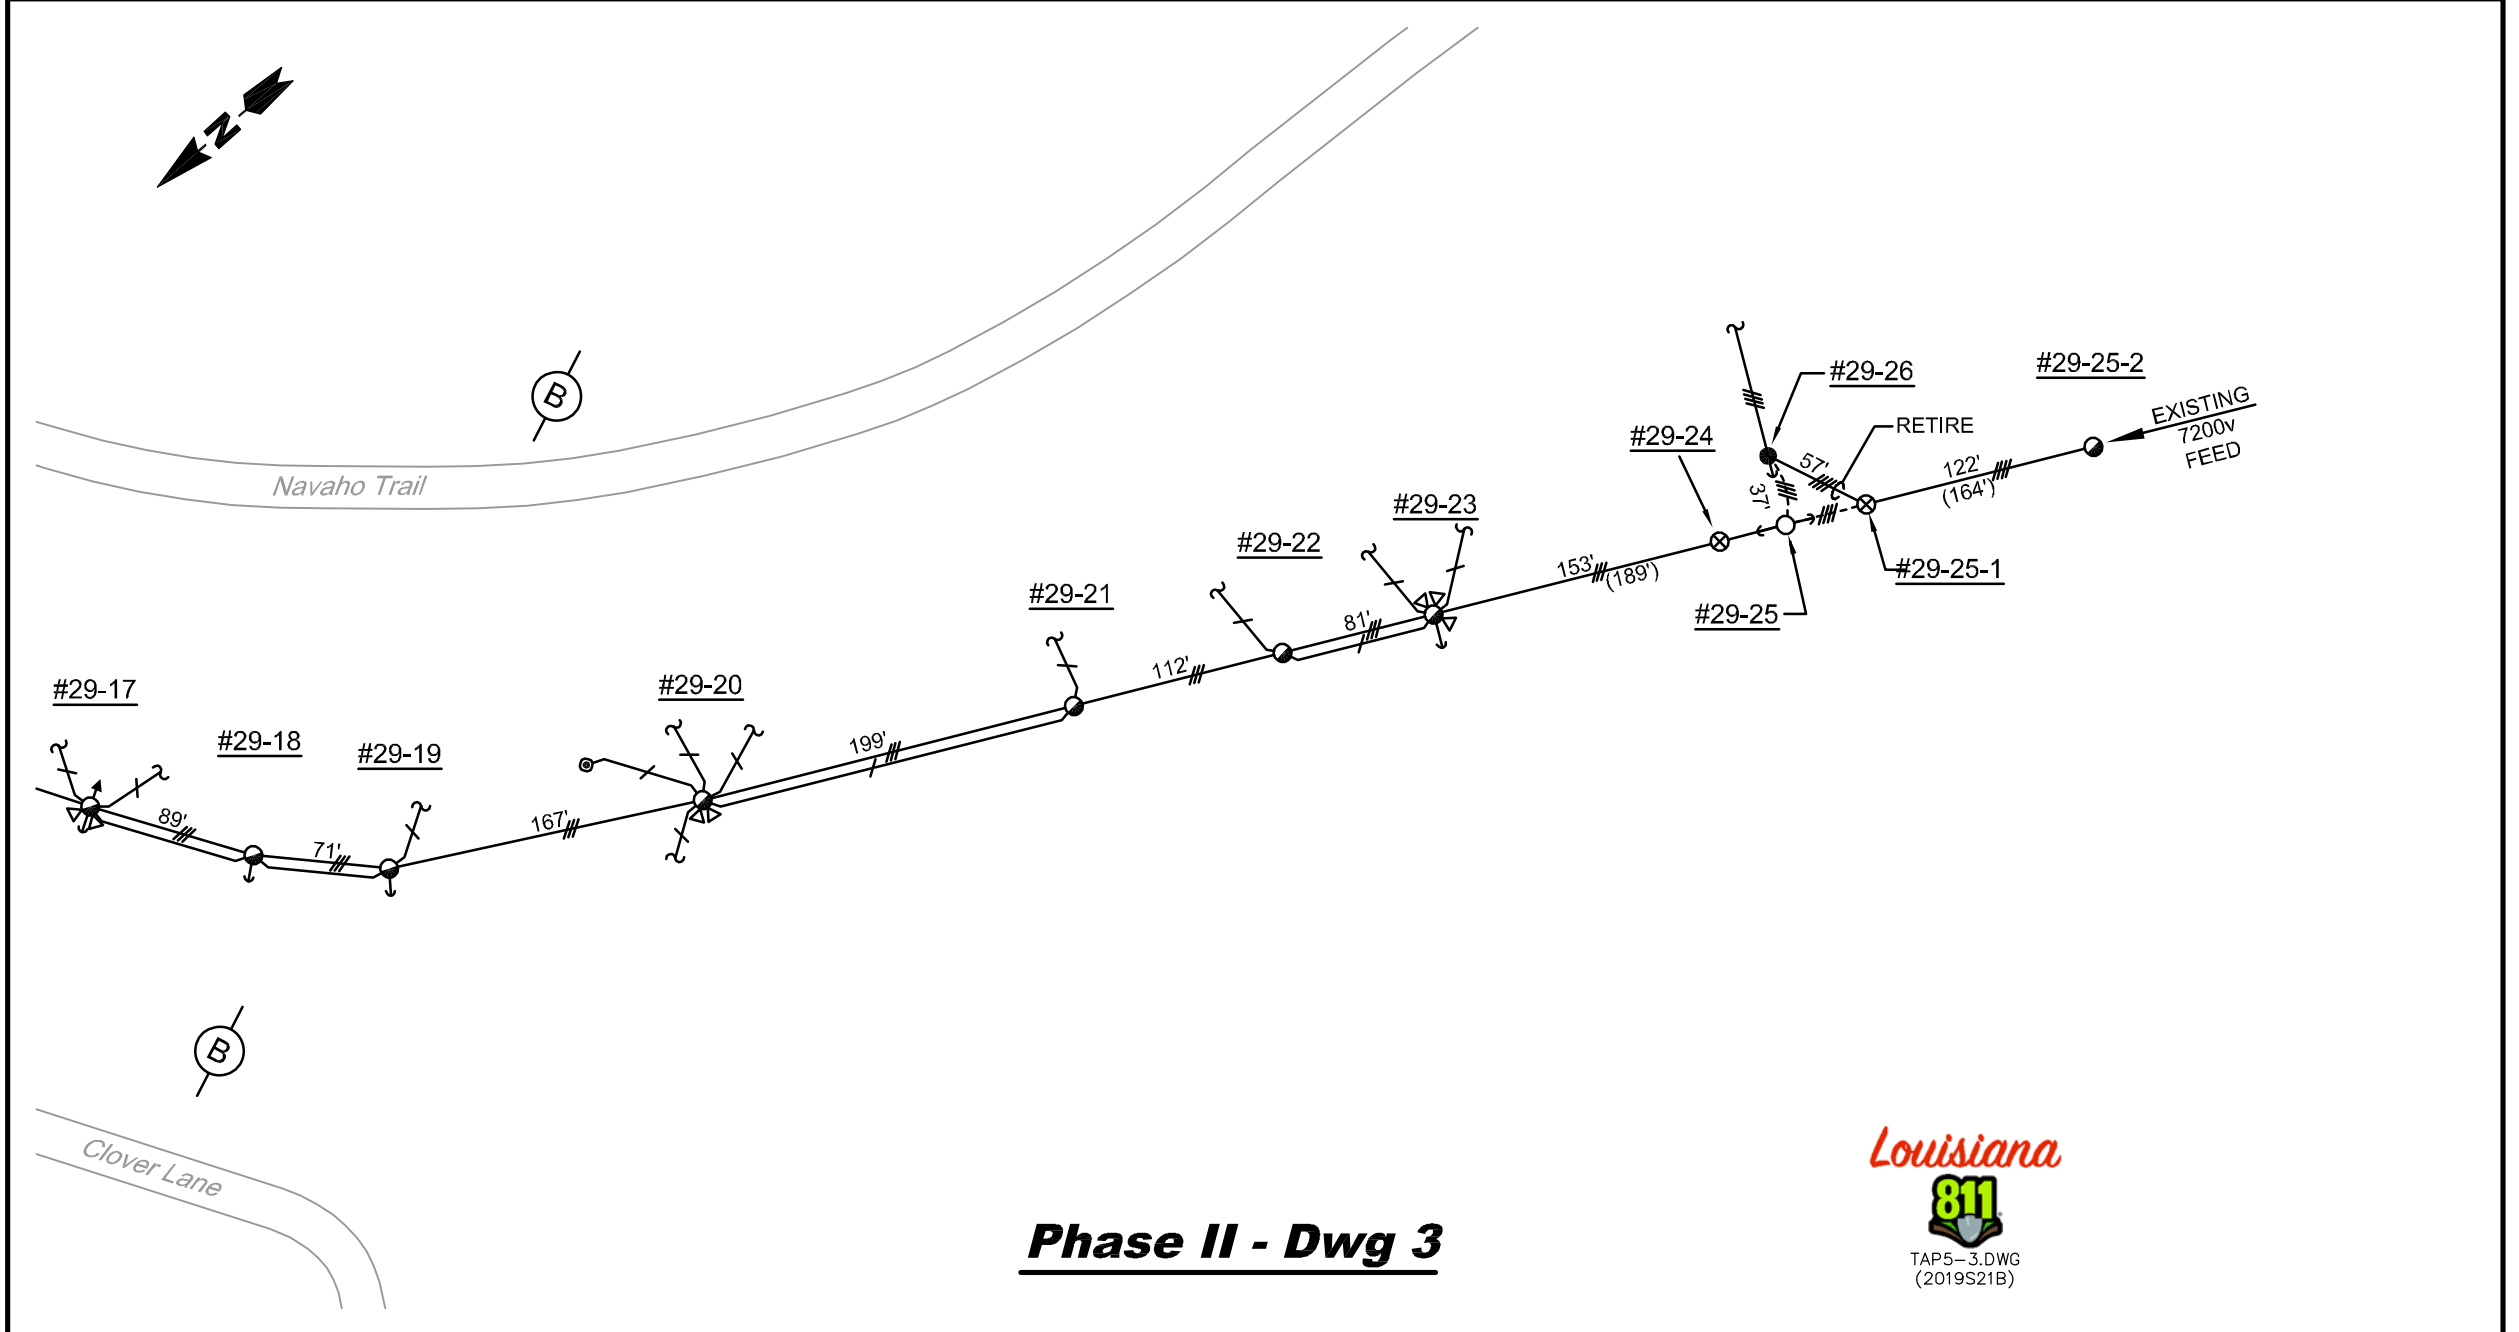 N
B
Navaho Trail
#29-26
#29-25-2
EXISTING
7200v
FEED
RETIRE
#29-24
57'
122'
(164')
37'
#29-23
#29-22
153'
(189')
#29-25-1
#29-25
#29-21
81'
112'
#29-17
#29-20
#29-18
#29-19
199'
89'
71'
167'
B
Clover Lane
Louisiana
811
Phase II - Dwg 3
TAP5-3.DWG
(2019S21B)